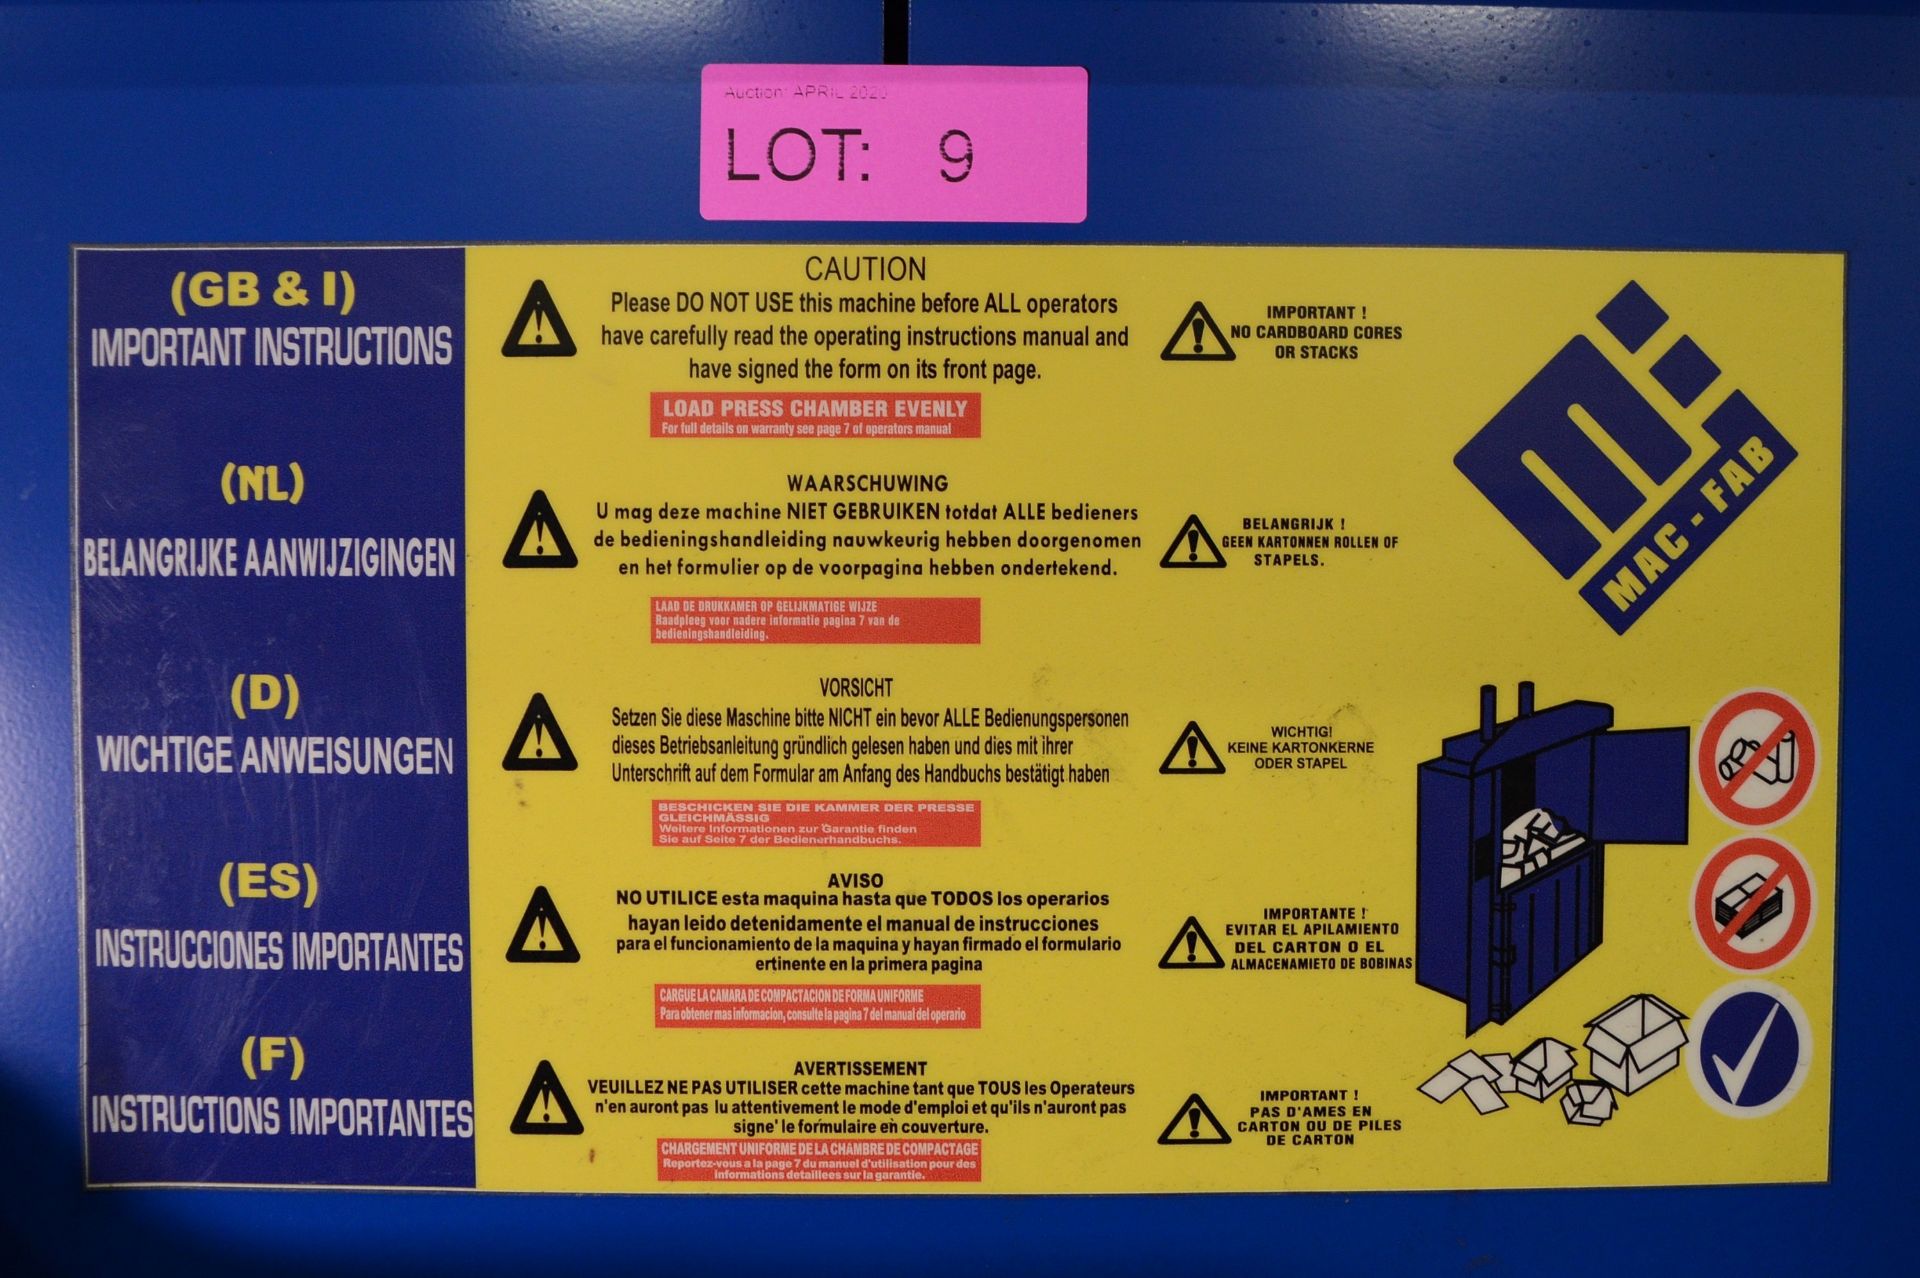 Auction: APRIL 2020
LOT: 9
(GB & I)
IMPORTANT INSTRUCTIONS
CAUTION
Please DO NOT USE this machine before ALL operators
have carefully read the operating instructions manual and
have signed the form on its front page.
LOAD PRESS CHAMBER EVENLY
For full details on warranty see page 7 of operators manual
IMPORTANT !
NO CARDBOARD CORES
OR STACKS
MAC - FAB
(NL)
BELANGRIJKE AANWIJZIGINGEN
WAARSCHUWING
U mag deze machine NIET GEBRUIKEN totdat ALLE bedieners
de bedieningshandleiding nauwkeurig hebben doorgenomen
en het formulier op de voorpagina hebben ondertekend.
LAAD DE DRUKKAMER OP GELIJKMATIGE WIJZE
Raadpleeg voor nadere informatie pagina 7 van de
bedieningshandleiding.
BELANGRIJK !
GEEN KARTONNEN ROLLEN OF
STAPELS.
(D)
WICHTIGE ANWEISUNGEN
VORSICHT
Setzen Sie diese Maschine bitte NICHT ein bevor ALLE Bedienungspersonen
dieses Betriebsanleitung gründlich gelesen haben und dies mit ihrer
Unterschrift auf dem Formular am Anfang des Handbuchs bestätigt haben
BESCHICKEN SIE DIE KAMMER DER PRESSE
GLEICHMÄSSIG
Weitere Informationen zur Garantie finden
Sie auf Seite 7 der Bedienerhandbuchs.
WICHTIG!
KEINE KARTONKERNE
ODER STAPEL
(ES)
INSTRUCCIONES IMPORTANTES
AVISO
NO UTILICE esta maquina hasta que TODOS los operarios
hayan leido detenidamente el manual de instrucciones
para el funcionamiento de la maquina y hayan firmado el formulario
ertinente en la primera pagina
CARGUE LA CAMARA DE COMPACTACION DE FORMA UNIFORME
Para obtener mas informacion, consulte la pagina 7 del manual del operario
IMPORTANTE !
EVITAR EL APILAMIENTO
DEL CARTON O EL
ALMACENAMIETO DE BOBINAS
(F)
INSTRUCTIONS IMPORTANTES
AVERTISSEMENT
VEUILLEZ NE PAS UTILISER cette machine tant que TOUS les Operateurs
n'en auront pas lu attentivement le mode d'emploi et qu'ils n'auront pas
signe' le formulaire en couverture.
CHARGEMENT UNIFORME DE LA CHAMBRE DE COMPACTAGE
Reportez-vous a la page 7 du manuel d'utilisation pour des
informations detaillees sur la garantie.
IMPORTANT !
PAS D'AMES EN
CARTON OU DE PILES
DE CARTON